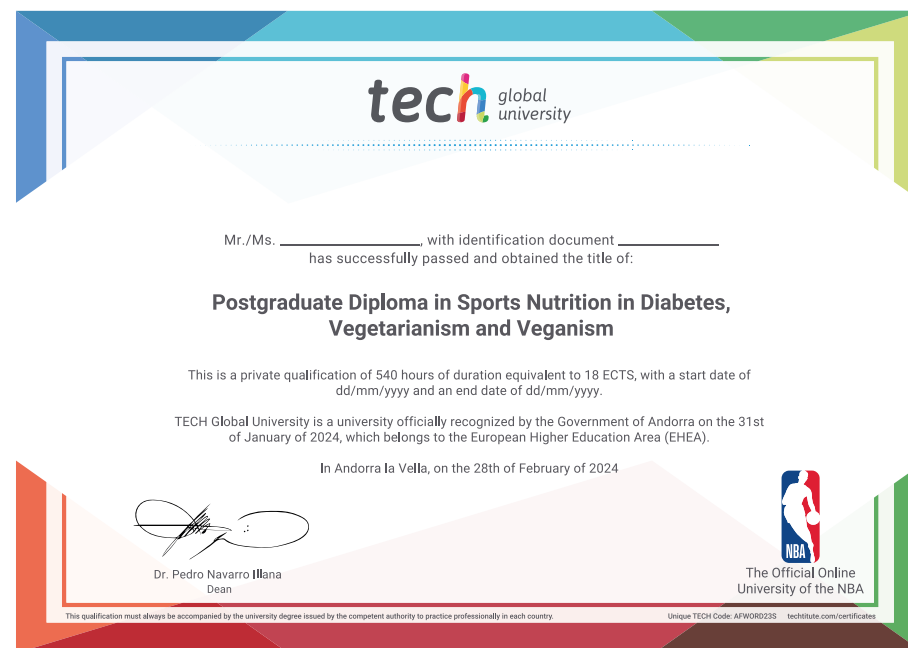 tech global
university
Mr./Ms. ____________________, with identification document ______________
has successfully passed and obtained the title of:
Postgraduate Diploma in Sports Nutrition in Diabetes,
Vegetarianism and Veganism
This is a private qualification of 540 hours of duration equivalent to 18 ECTS, with a start date of
dd/mm/yyyy and an end date of dd/mm/yyyy.
TECH Global University is a university officially recognized by the Government of Andorra on the 31st
of January of 2024, which belongs to the European Higher Education Area (EHEA).
In Andorra la Vella, on the 28th of February of 2024
Dr. Pedro Navarro Illana
Dean
NBA
The Official Online
University of the NBA
This qualification must always be accompanied by the university degree issued by the competent authority to practice professionally in each country.
Unique TECH Code: AFWORD23S techtitute.com/certificates